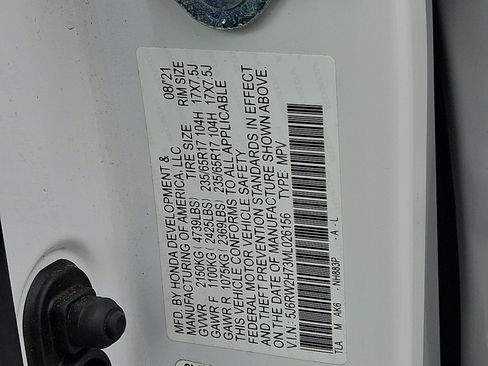 MFD. BY HONDA DEVELOPMENT & 08/21
MANUFACTURING OF AMERICA, LLC
TIRE SIZE RIM SIZE
GVWR 2150KG ( 4739LBS)
GAWR F 1100KG ( 2425LBS) 235/65R17 104H 17X7.5J
GAWR R 1075KG ( 2369LBS) 235/65R17 104H 17X7.5J
THIS VEHICLE CONFORMS TO ALL APPLICABLE
FEDERAL MOTOR VEHICLE SAFETY
AND THEFT PREVENTION STANDARDS IN EFFECT
ON THE DATE OF MANUFACTURE SHOWN ABOVE.
V.I.N.: 5J8RW2H73ML026156 TYPE: MPV
TLA M AK6 - NH883P - A - L